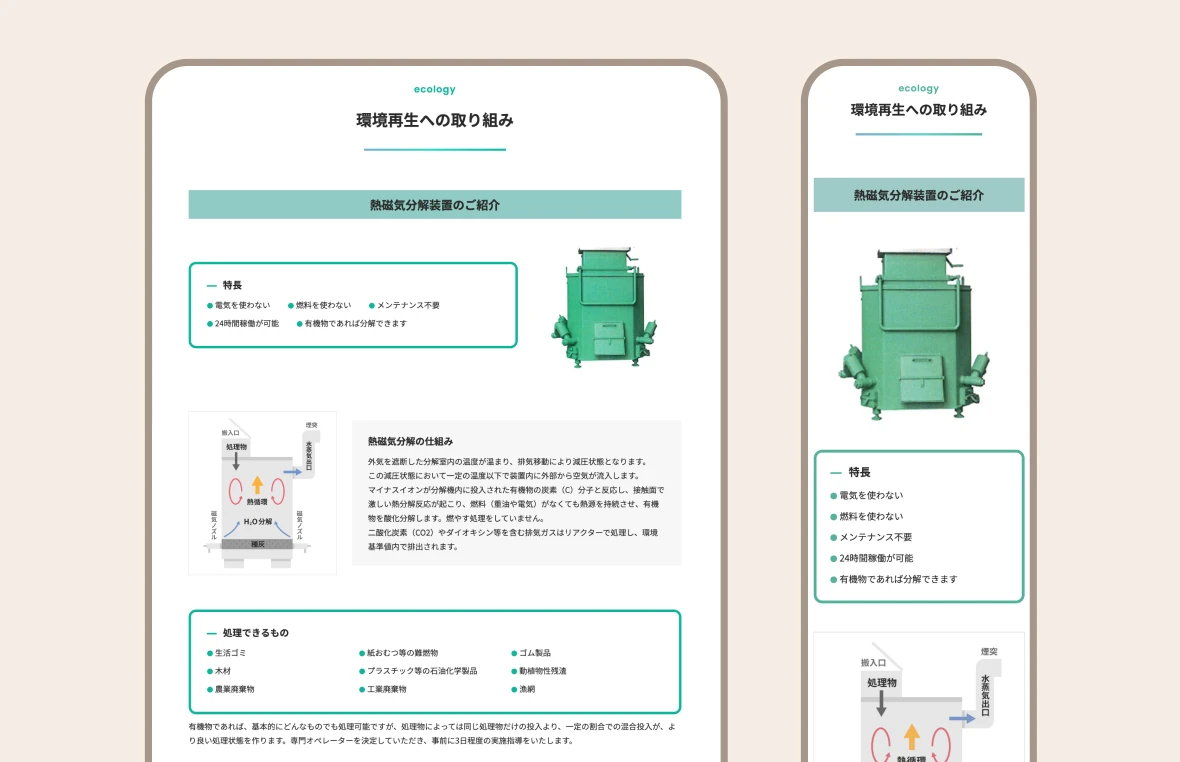 ecology
環境再生への取り組み
熱磁気分解装置のご紹介
特長
電気を使わない
燃料を使わない
メンテナンス不要
24時間稼働が可能
有機物であれば分解できます
搬入口
煙突
処理物
水蒸気出口
熱循環
磁気ノズル
磁気ノズル
H₂O分解
種灰
熱磁気分解の仕組み
外気を遮断した分解室内の温度が温まり、排気移動により減圧状態となります。
この減圧状態において一定の温度以下で装置内に外部から空気が流入します。
マイナスイオンが分解機内に投入された有機物の炭素（C）分子と反応し、接触面で
激しい熱分解反応が起こり、燃料（重油や電気）がなくても熱源を持続させ、有機
物を酸化分解します。燃やす処理をしていません。
二酸化炭素（CO2）やダイオキシン等を含む排気ガスはリアクターで処理し、環境
基準値内で排出されます。
処理できるもの
生活ゴミ
紙おむつ等の難燃物
ゴム製品
木材
プラスチック等の石油化学製品
動植物性残渣
農業廃棄物
工業廃棄物
漁網
有機物であれば、基本的にどんなものでも処理可能ですが、処理物によっては同じ処理物だけの投入より、一定の割合での混合投入が、よ
り良い処理状態を作ります。専門オペレーターを決定していただき、事前に3日程度の実施指導をいたします。
ecology
環境再生への取り組み
熱磁気分解装置のご紹介
特長
電気を使わない
燃料を使わない
メンテナンス不要
24時間稼働が可能
有機物であれば分解できます
煙突
搬入口
処理物
水蒸気出口
熱循環